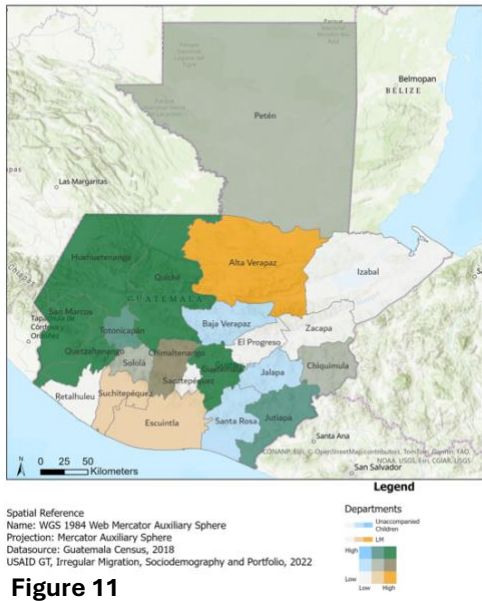 Belmopan
BELIZE
Petén
Las Margaritas
Huehuetenango
Quiché
Alta Verapaz
Izabal
GUATEMALA
San Marcos
Baja Verapaz
Zacapa
Totonicapán
El Progreso
Quezaltenango
Chimaltenango
Sololá
Chiquimula
Jalapa
Retalhuleu
Suchitepéquez
Escuintla
Santa Rosa
Jutiapa
Santa Ana
San Salvador
N
0 25 50
Kilometers
Legend
Spatial Reference
Name: WGS 1984 Web Mercator Auxiliary Sphere
Projection: Mercator Auxiliary Sphere
Datasource: Guatemala Census, 2018
USAID GT, Irregular Migration, Sociodemography and Portfolio, 2022
Departments
Unaccompanied
Children
LM
High
Low
Low High
Figure 11